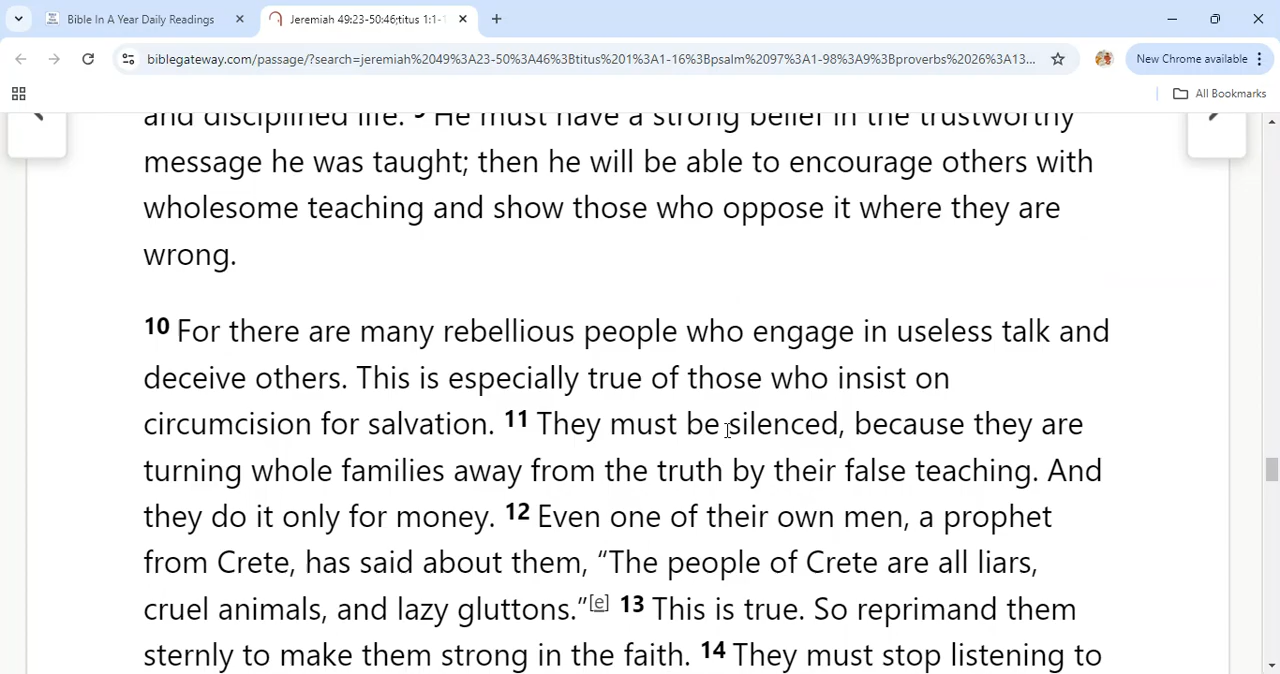 Bible In A Year Daily Readings
Jeremiah 49:23-50:46;titus 1:1-1
biblegateway.com/passage/?search=jeremiah%2049%3A23-50%3A46%3Btitus%201%3A1-16%3Bpsalm%2097%3A1-98%3A9%3Bproverbs%2026%3A13...
New Chrome available
All Bookmarks
and disciplined life. 9 He must have a strong belief in the trustworthy
message he was taught; then he will be able to encourage others with
wholesome teaching and show those who oppose it where they are
wrong.
10 For there are many rebellious people who engage in useless talk and
deceive others. This is especially true of those who insist on
circumcision for salvation. 11 They must be silenced, because they are
turning whole families away from the truth by their false teaching. And
they do it only for money. 12 Even one of their own men, a prophet
from Crete, has said about them, “The people of Crete are all liars,
cruel animals, and lazy gluttons.”[e] 13 This is true. So reprimand them
sternly to make them strong in the faith. 14 They must stop listening to